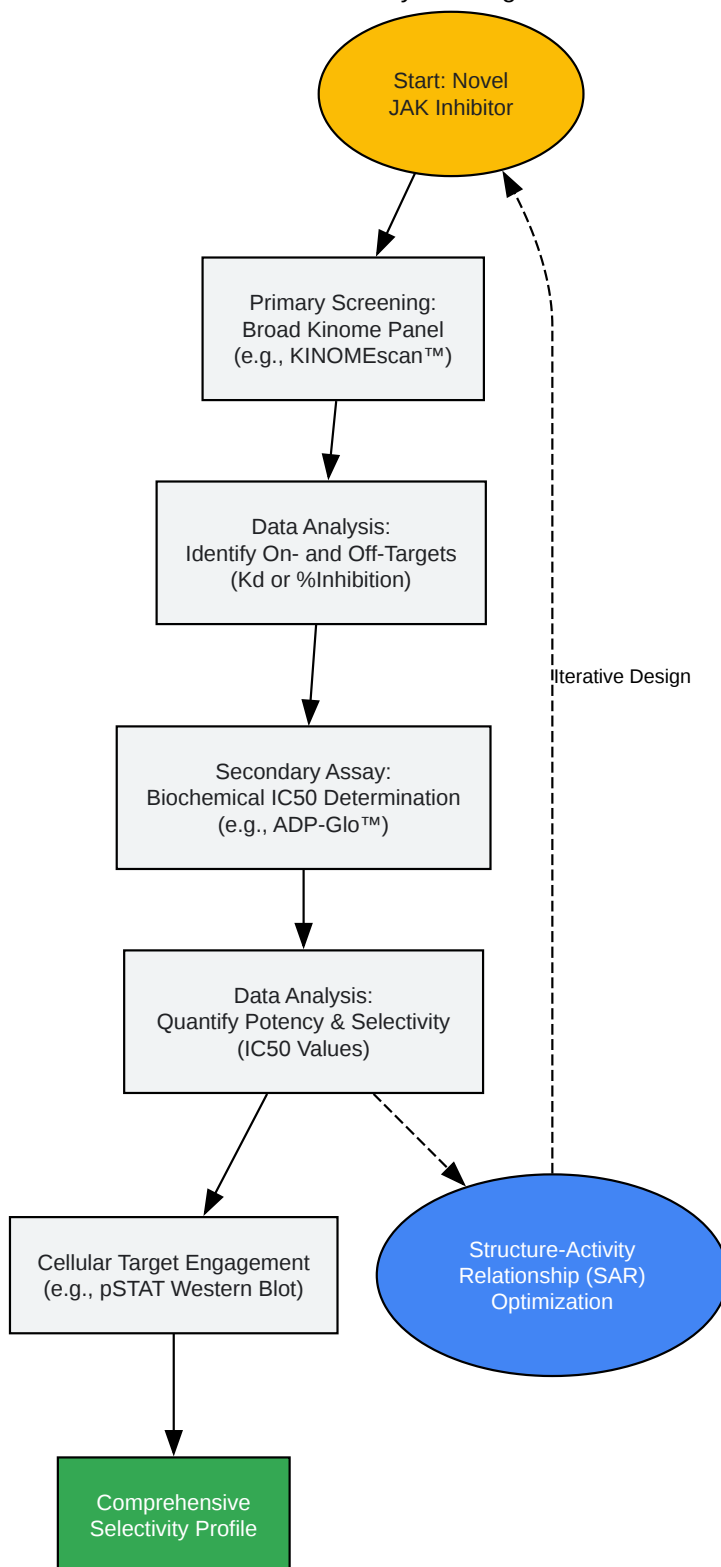 Start: Novel
JAK Inhibitor
Primary Screening:
Broad Kinome Panel
(e.g., KINOMEscan™)
Data Analysis:
Identify On- and Off-Targets
(Kd or %Inhibition)
Iterative Design
Secondary Assay:
Biochemical IC50 Determination
(e.g., ADP-Glo™)
Data Analysis:
Quantify Potency & Selectivity
(IC50 Values)
Cellular Target Engagement
(e.g., pSTAT Western Blot)
Structure-Activity
Relationship (SAR)
Optimization
Comprehensive
Selectivity Profile